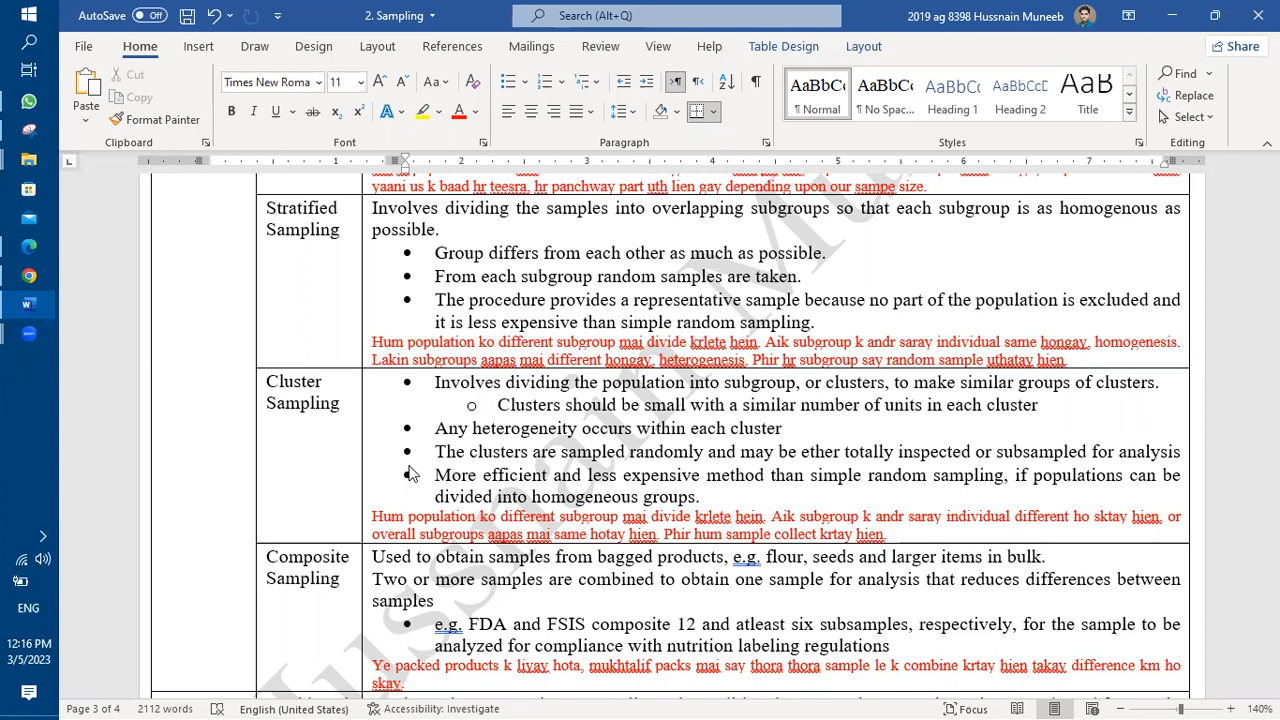 AutoSave Off 2. Sampling Search (Alt+Q) 2019 ag 8398 Hussnain Muneeb
File Home Insert Draw Design Layout References Mailings Review View Help Table Design Layout Share
Cut
Copy
Format Painter
Paste
Times New Roma 11
AaBbCc AaBbCc AaBbCc AaBbCc AaB
¶ Normal ¶ No Spac... Heading 1 Heading 2 Title
Find
Replace
Select
Clipboard Font Paragraph Styles Editing
1 1 2 3 4 5 6 7
yaani us k baad hr teesra, hr panchway part uth lien gay depending upon our sampe size.
Stratified
Sampling
Involves dividing the samples into overlapping subgroups so that each subgroup is as homogenous as
possible.
• Group differs from each other as much as possible.
• From each subgroup random samples are taken.
• The procedure provides a representative sample because no part of the population is excluded and
it is less expensive than simple random sampling.
Hum population ko different subgroup mai divide krlete hein. Aik subgroup k andr saray individual same hongay, homogenesis.
Lakin subgroups aapas mai different hongay, heterogenesis. Phir hr subgroup say random sample uthatay hien.
Cluster
Sampling
• Involves dividing the population into subgroup, or clusters, to make similar groups of clusters.
o Clusters should be small with a similar number of units in each cluster
• Any heterogeneity occurs within each cluster
• The clusters are sampled randomly and may be ether totally inspected or subsampled for analysis
• More efficient and less expensive method than simple random sampling, if populations can be
divided into homogeneous groups.
Hum population ko different subgroup mai divide krlete hein. Aik subgroup k andr saray individual different ho sktay hien, or
overall subgroups aapas mai same hotay hien. Phir hum sample collect krtay hien.
Composite
Sampling
Used to obtain samples from bagged products, e.g. flour, seeds and larger items in bulk.
Two or more samples are combined to obtain one sample for analysis that reduces differences between
samples
• e.g. FDA and FSIS composite 12 and atleast six subsamples, respectively, for the sample to be
analyzed for compliance with nutrition labeling regulations
Ye packed products k liyay hota, mukhtalif packs mai say thora thora sample le k combine krtay hien takay difference km ho
skay.
Hussnain Mu
ENG
12:16 PM
3/5/2023
Page 3 of 4 2112 words English (United States) Accessibility: Investigate Focus 140%